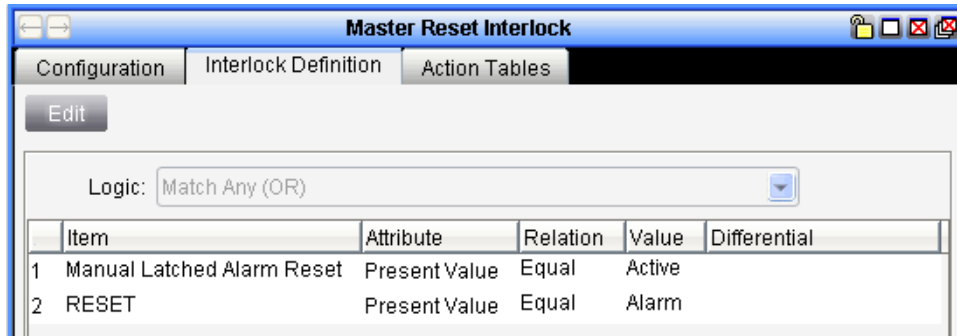 Master Reset Interlock
Configuration Interlock Definition Action Tables
Edit
Logic: Match Any (OR)
Item Attribute Relation Value Differential
1 Manual Latched Alarm Reset Present Value Equal Active
2 RESET Present Value Equal Alarm